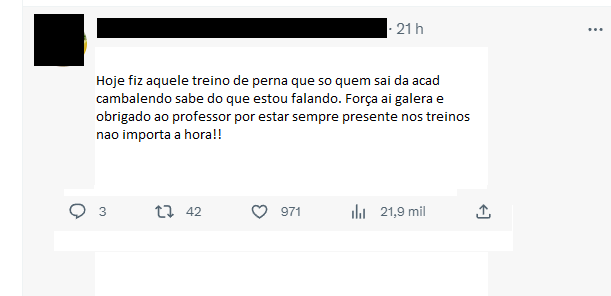 · 21 h
Hoje fiz aquele treino de perna que so quem sai da acad
cambalendo sabe do que estou falando. Força ai galera e
obrigado ao professor por estar sempre presente nos treinos
nao importa a hora!!
3 42 971 21,9 mil